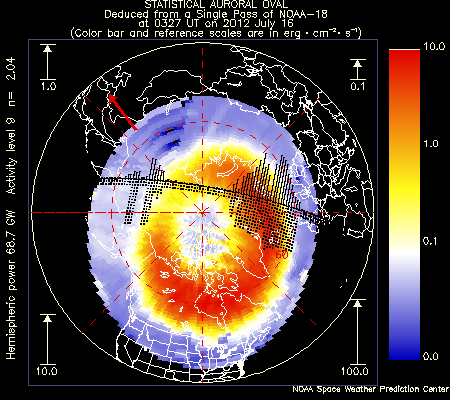 STATISTICAL AURORAL OVAL
Deduced from a Single Pass of NOAA-18
at 0327 UT on 2012 July 16
(Color bar and reference scales are in erg · cm⁻² · s⁻¹)
1.0
0.1
10.0
100.0
60
10.0
1.0
0.1
0.0
Hemispheric power 68.7 GW Activity level 9 n= 2.04
NOAA Space Weather Prediction Center